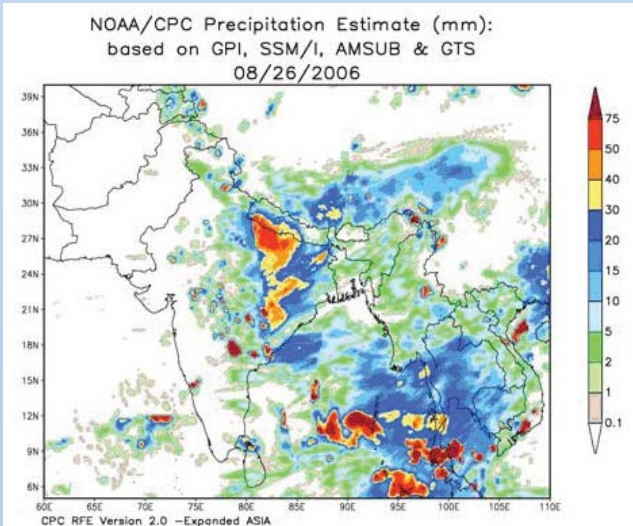 NOAA/CPC Precipitation Estimate (mm):
based on GPI, SSM/I, AMSUB & GTS
08/26/2006
39N
36N
33N
30N
27N
24N
21N
18N
15N
12N
9N
6N
60E 65E 70E 75E 80E 85E 90E 95E 100E 105E 110E
75
50
40
30
20
15
10
5
2
1
0.1
CPC RFE Version 2.0 -Expanded ASIA